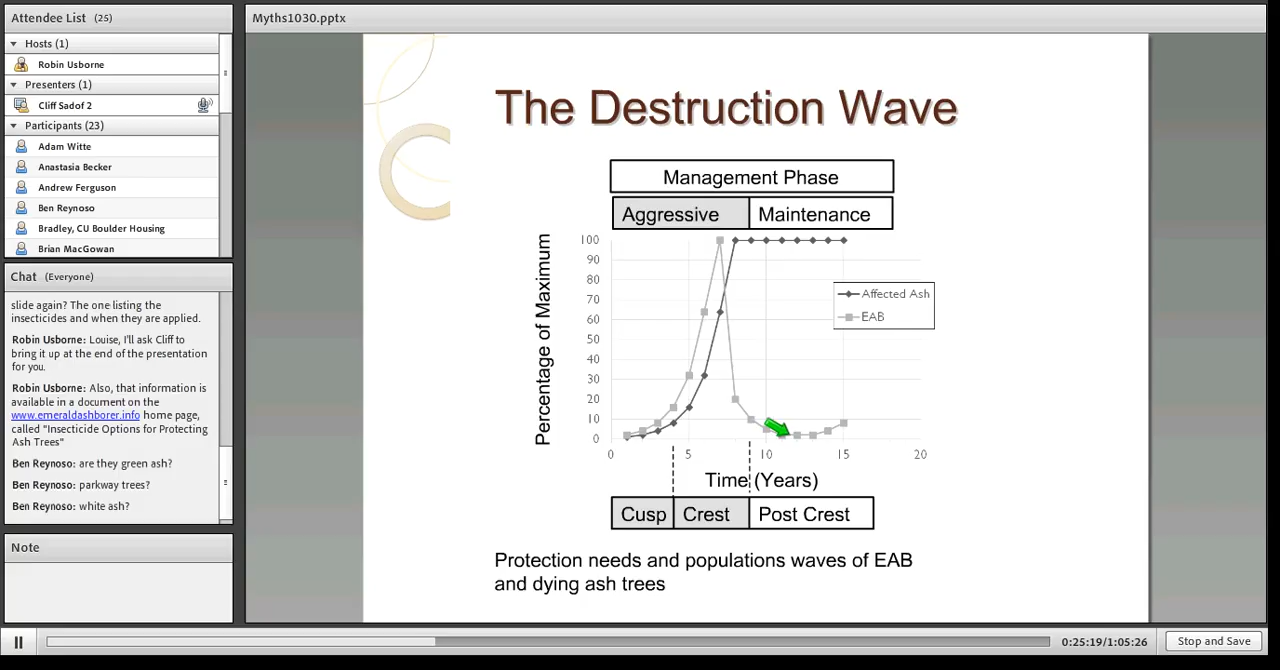 Attendee List (25)
Hosts (1)
Robin Usborne
Presenters (1)
Cliff Sadof 2
Participants (23)
Adam Witte
Anastasia Becker
Andrew Ferguson
Ben Reynoso
Bradley, CU Boulder Housing
Brian MacGowan
Chat (Everyone)
slide again? The one listing the
insecticides and when they are applied.
Robin Usborne: Louise, I'll ask Cliff to
bring it up at the end of the presentation
for you.
Robin Usborne: Also, that information is
available in a document on the
www.emeraldashborer.info home page,
called "Insecticide Options for Protecting
Ash Trees"
Ben Reynoso: are they green ash?
Ben Reynoso: parkway trees?
Ben Reynoso: white ash?
Note
Myths1030.pptx
The Destruction Wave
Management Phase
Aggressive Maintenance
Percentage of Maximum
100
90
80
70
60
50
40
30
20
10
0
Affected Ash
EAB
0 5 10 15 20
Time (Years)
Cusp Crest Post Crest
Protection needs and populations waves of EAB
and dying ash trees
0:25:19/1:05:26
Stop and Save